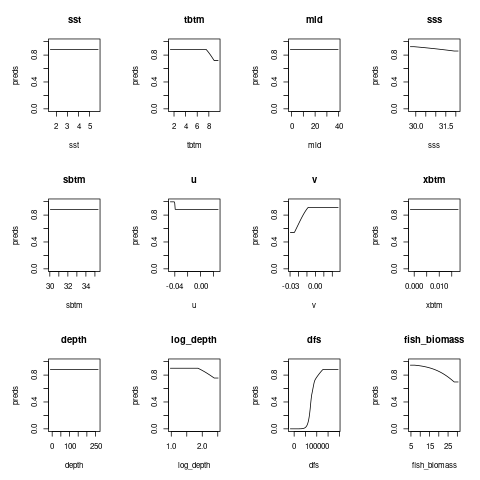 sst tbtm mld sss
preds 0.0 0.4 0.8 preds 0.0 0.4 0.8 preds 0.0 0.4 0.8 preds 0.0 0.4 0.8
2 3 4 5 2 4 6 8 0 20 40 30.0 31.5
sst tbtm mld sss
sbtm u v xbtm
preds 0.0 0.4 0.8 preds 0.0 0.4 0.8 preds 0.0 0.4 0.8 preds 0.0 0.4 0.8
30 32 34 -0.04 0.00 -0.03 0.00 0.000 0.010
sbtm u v xbtm
depth log_depth dfs fish_biomass
preds 0.0 0.4 0.8 preds 0.0 0.4 0.8 preds 0.0 0.4 0.8 preds 0.0 0.4 0.8
0 100 250 1.0 2.0 0 100000 5 15 25
depth log_depth dfs fish_biomass